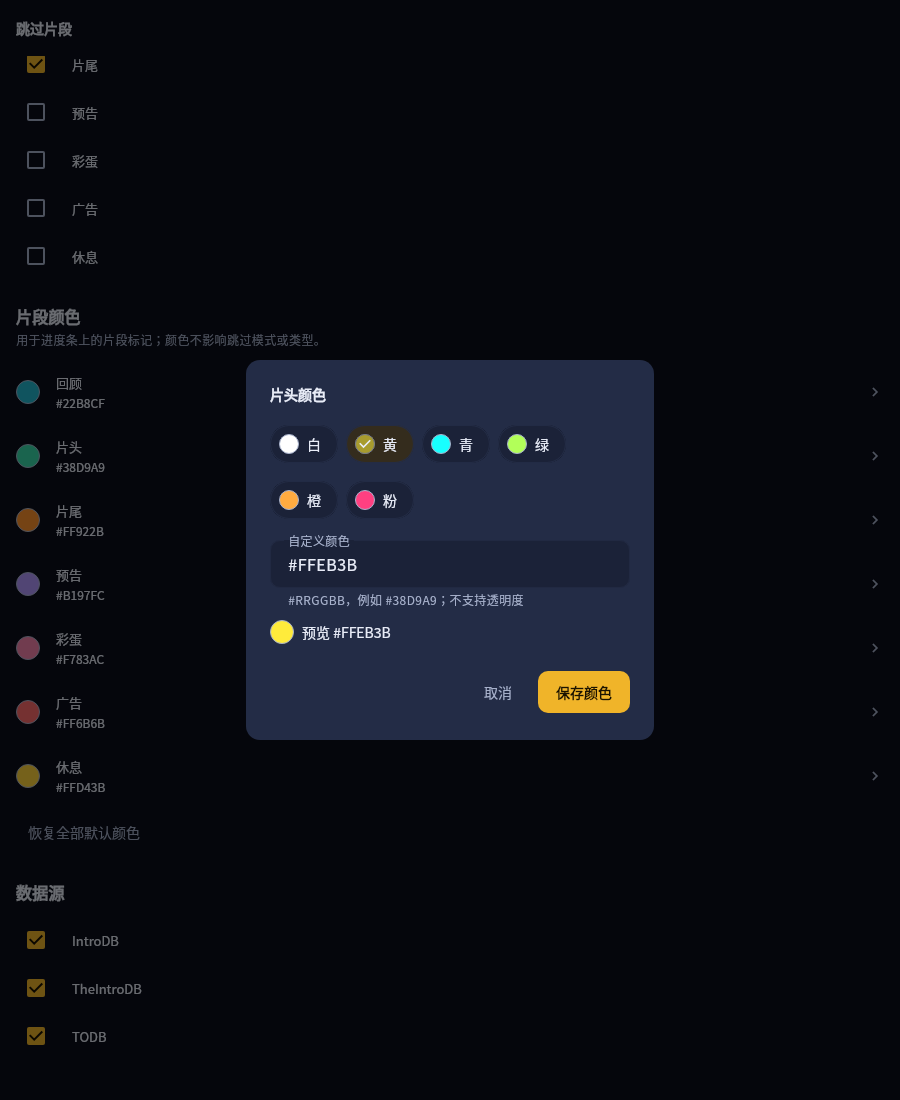 跳过片段
片尾
预告
彩蛋
广告
休息
片段颜色
用于进度条上的片段标记；颜色不影响跳过模式或类型。
回顾
#22B8CF
片头
#38D9A9
片尾
#FF922B
预告
#B197FC
彩蛋
#F783AC
广告
#FF6B6B
休息
#FFD43B
恢复全部默认颜色
数据源
IntroDB
TheIntroDB
TODB
片头颜色
白 黄 青 绿
橙 粉
自定义颜色
#FFEB3B
#RRGGBB，例如 #38D9A9；不支持透明度
预览 #FFEB3B
取消 保存颜色